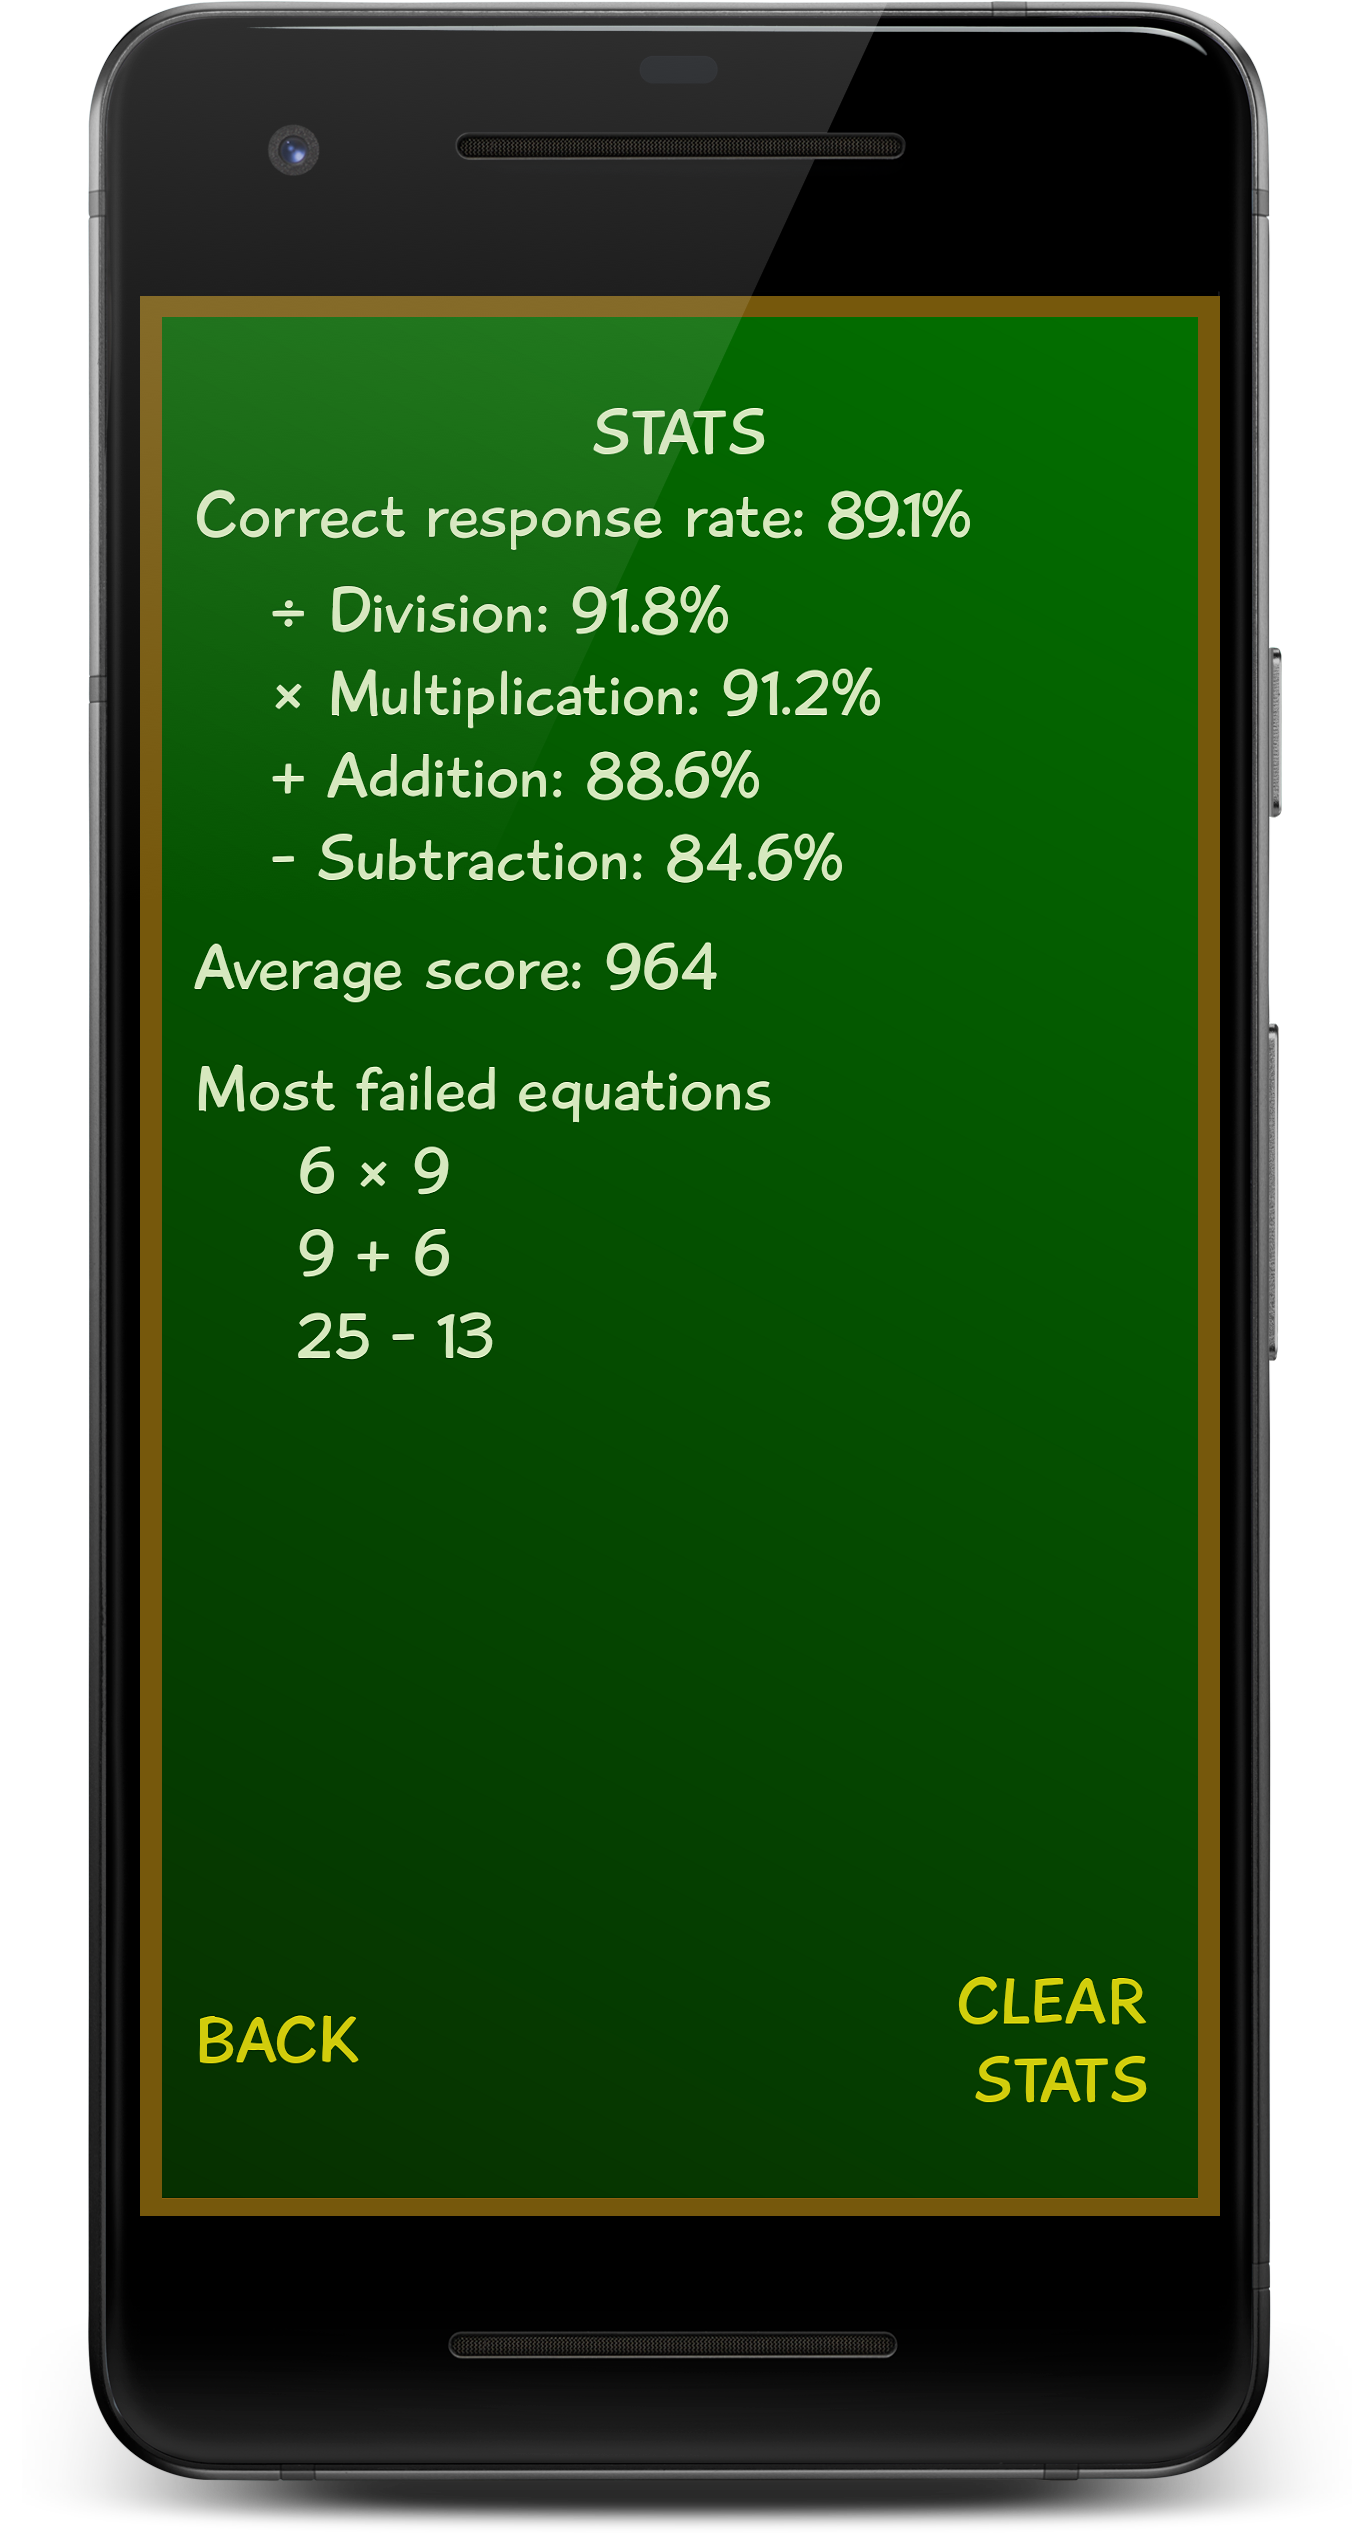 STATS
Correct response rate: 89.1%
÷ Division: 91.8%
× Multiplication: 91.2%
+ Addition: 88.6%
- Subtraction: 84.6%
Average score: 964
Most failed equations
6 × 9
9 + 6
25 - 13
BACK
CLEAR
STATS